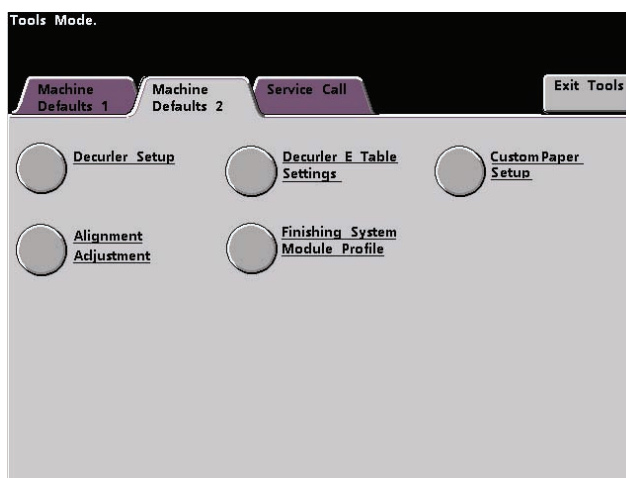 Tools Mode.
Machine
Defaults 1
Machine
Defaults 2
Service Call
Exit Tools
Decurler Setup
Decurler E Table
Settings
Custom Paper
Setup
Alignment
Adjustment
Finishing System
Module Profile